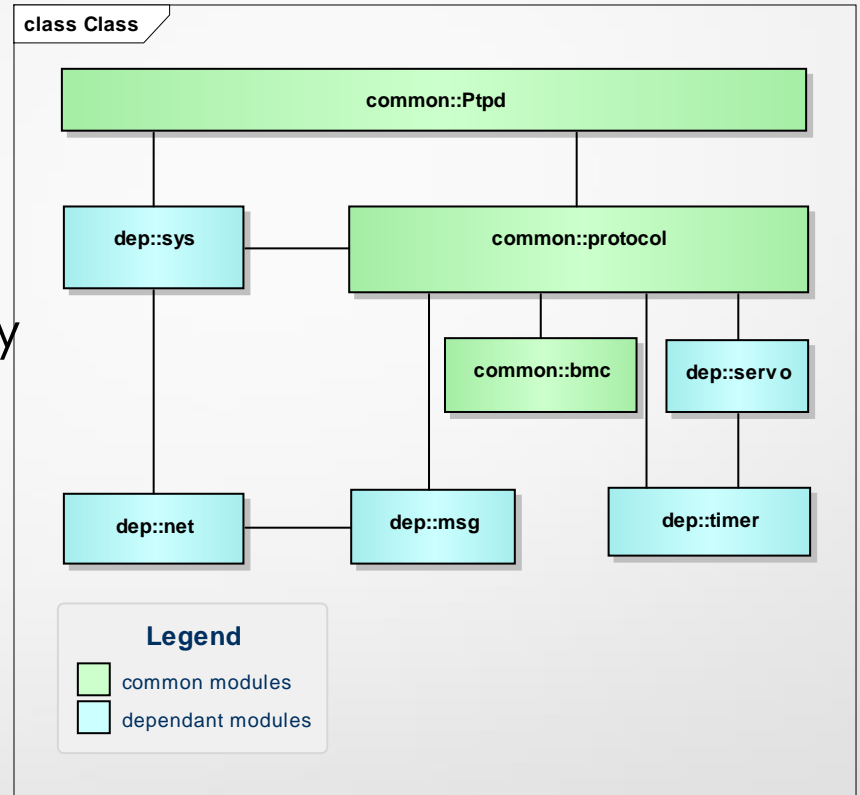 class Class
common::Ptpd
dep::sys
common::protocol
y
common::bmc
dep::servo
dep::net
dep::msg
dep::timer
Legend
common modules
dependant modules